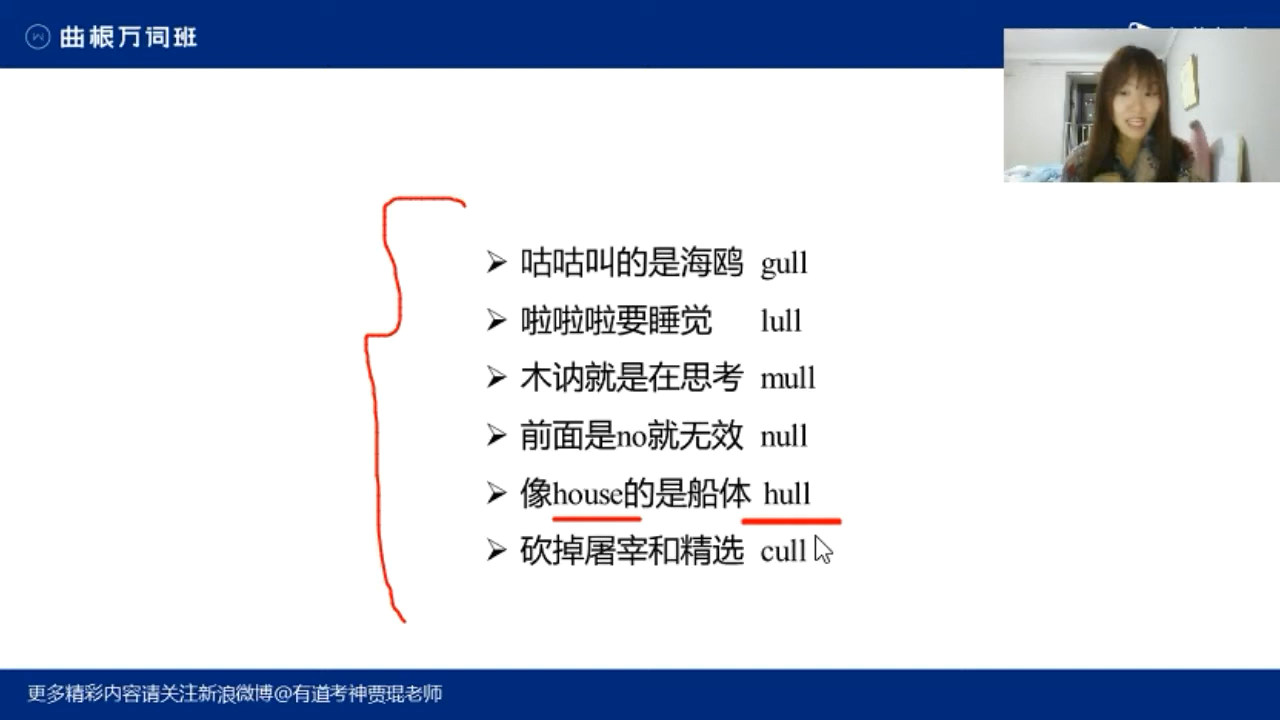 曲根万词班
咕咕叫的是海鸥 gull
啦啦啦要睡觉 lull
木讷就是在思考 mull
前面是no就无效 null
像house的是船体 hull
砍掉屠宰和精选 cull
更多精彩内容请关注新浪微博@有道考神贾琨老师